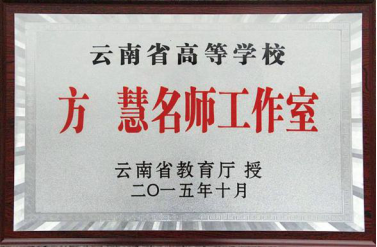 云南省高等学校
方 慧名师工作室
云南省教育厅 授
二〇一五年十月